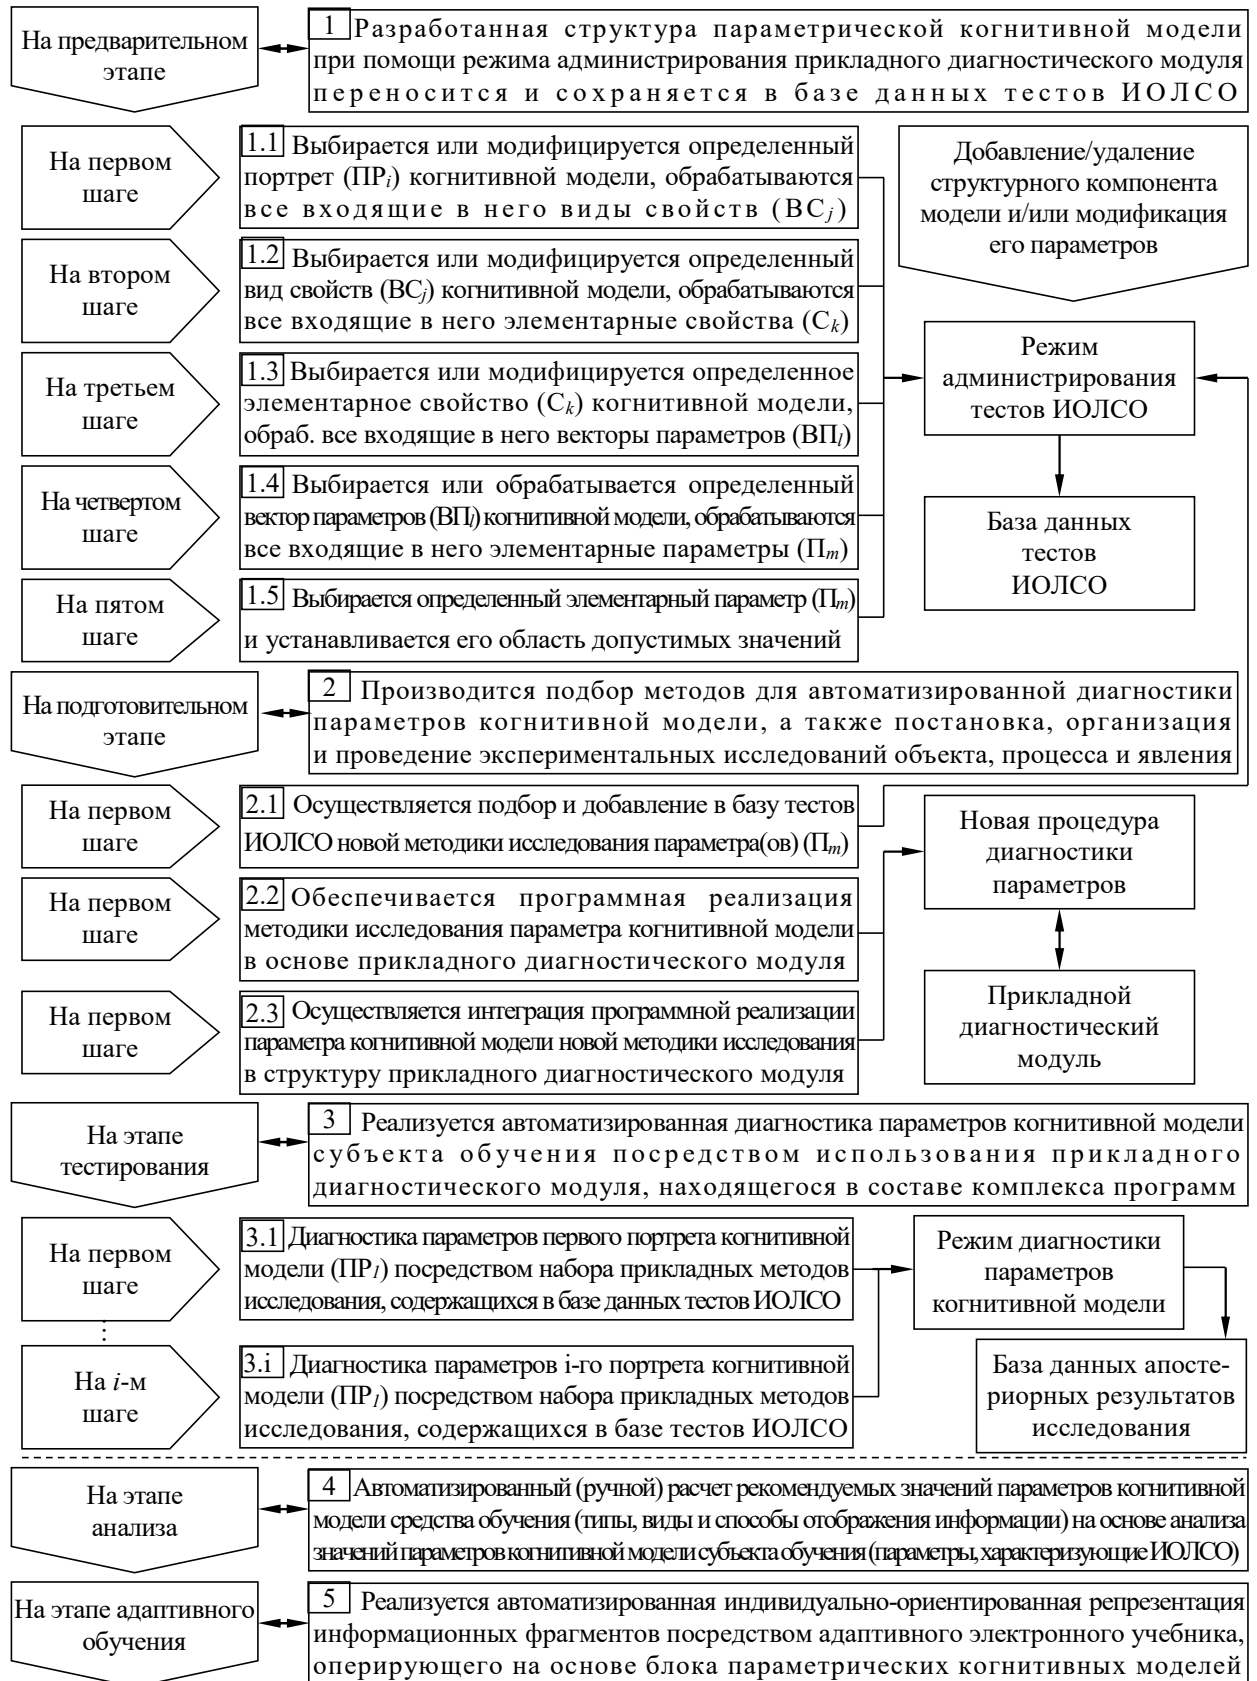 На предварительном
этапе
1 Разработанная структура параметрической когнитивной модели
при помощи режима администрирования прикладного диагностического модуля
переносится и сохраняется в базе данных тестов ИОЛСО
На первом
шаге
1.1 Выбирается или модифицируется определенный
портрет (ПРi) когнитивной модели, обрабатываются
все входящие в него виды свойств (ВСj)
Добавление/удаление
структурного компонента
модели и/или модификация
его параметров
На втором
шаге
1.2 Выбирается или модифицируется определенный
вид свойств (ВСj) когнитивной модели, обрабатываются
все входящие в него элементарные свойства (Сk)
На третьем
шаге
1.3 Выбирается или модифицируется определенное
элементарное свойство (Сk) когнитивной модели,
обраб. все входящие в него векторы параметров (ВПl)
Режим
администрирования
тестов ИОЛСО
На четвертом
шаге
1.4 Выбирается или обрабатывается определенный
вектор параметров (ВПl) когнитивной модели, обрабатываются
все входящие в него элементарные параметры (Пm)
База данных
тестов
ИОЛСО
На пятом
шаге
1.5 Выбирается определенный элементарный параметр (Пm)
и устанавливается его область допустимых значений
На подготовительном
этапе
2 Производится подбор методов для автоматизированной диагностики
параметров когнитивной модели, а также постановка, организация
и проведение экспериментальных исследований объекта, процесса и явления
На первом
шаге
2.1 Осуществляется подбор и добавление в базу тестов
ИОЛСО новой методики исследования параметра(ов) (Пm)
Новая процедура
диагностики
параметров
На первом
шаге
2.2 Обеспечивается программная реализация
методики исследования параметра когнитивной модели
в основе прикладного диагностического модуля
На первом
шаге
2.3 Осуществляется интеграция программной реализации
параметра когнитивной модели новой методики исследования
в структуру прикладного диагностического модуля
Прикладной
диагностический
модуль
На этапе
тестирования
3 Реализуется автоматизированная диагностика параметров когнитивной модели
субъекта обучения посредством использования прикладного
диагностического модуля, находящегося в составе комплекса программ
На первом
шаге
3.1 Диагностика параметров первого портрета когнитивной
модели (ПР1) посредством набора прикладных методов
исследования, содержащихся в базе данных тестов ИОЛСО
Режим диагностики
параметров
когнитивной модели
...
На i-м
шаге
3.i Диагностика параметров i-го портрета когнитивной
модели (ПР1) посредством набора прикладных методов
исследования, содержащихся в базе тестов ИОЛСО
База данных апосте-
риорных результатов
исследования
На этапе
анализа
4 Автоматизированный (ручной) расчет рекомендуемых значений параметров когнитивной
модели средства обучения (типы, виды и способы отображения информации) на основе анализа
значений параметров когнитивной модели субъекта обучения (параметры, характеризующие ИОЛСО)
На этапе адаптивного
обучения
5 Реализуется автоматизированная индивидуально-ориентированная репрезентация
информационных фрагментов посредством адаптивного электронного учебника,
оперирующего на основе блока параметрических когнитивных моделей